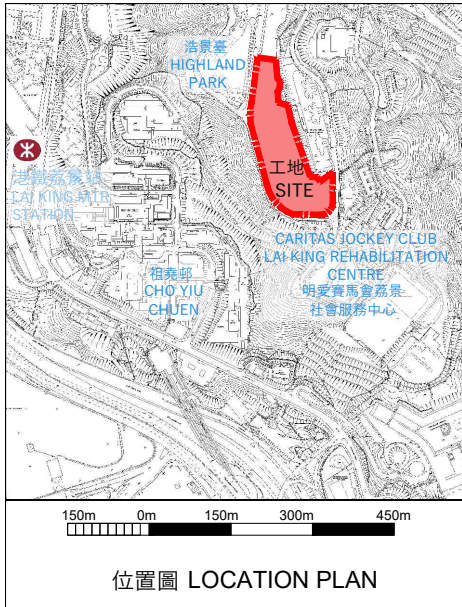 浩景臺
HIGHLAND
PARK
工地
SITE
港鐵荔景站
LAI KING MTR
STATION
CARITAS JOCKEY CLUB
LAI KING REHABILITATION
CENTRE
明愛賽馬會荔景
社會服務中心
祖堯邨
CHO YIU
CHUEN
150m 0m 150m 300m 450m
位置圖 LOCATION PLAN